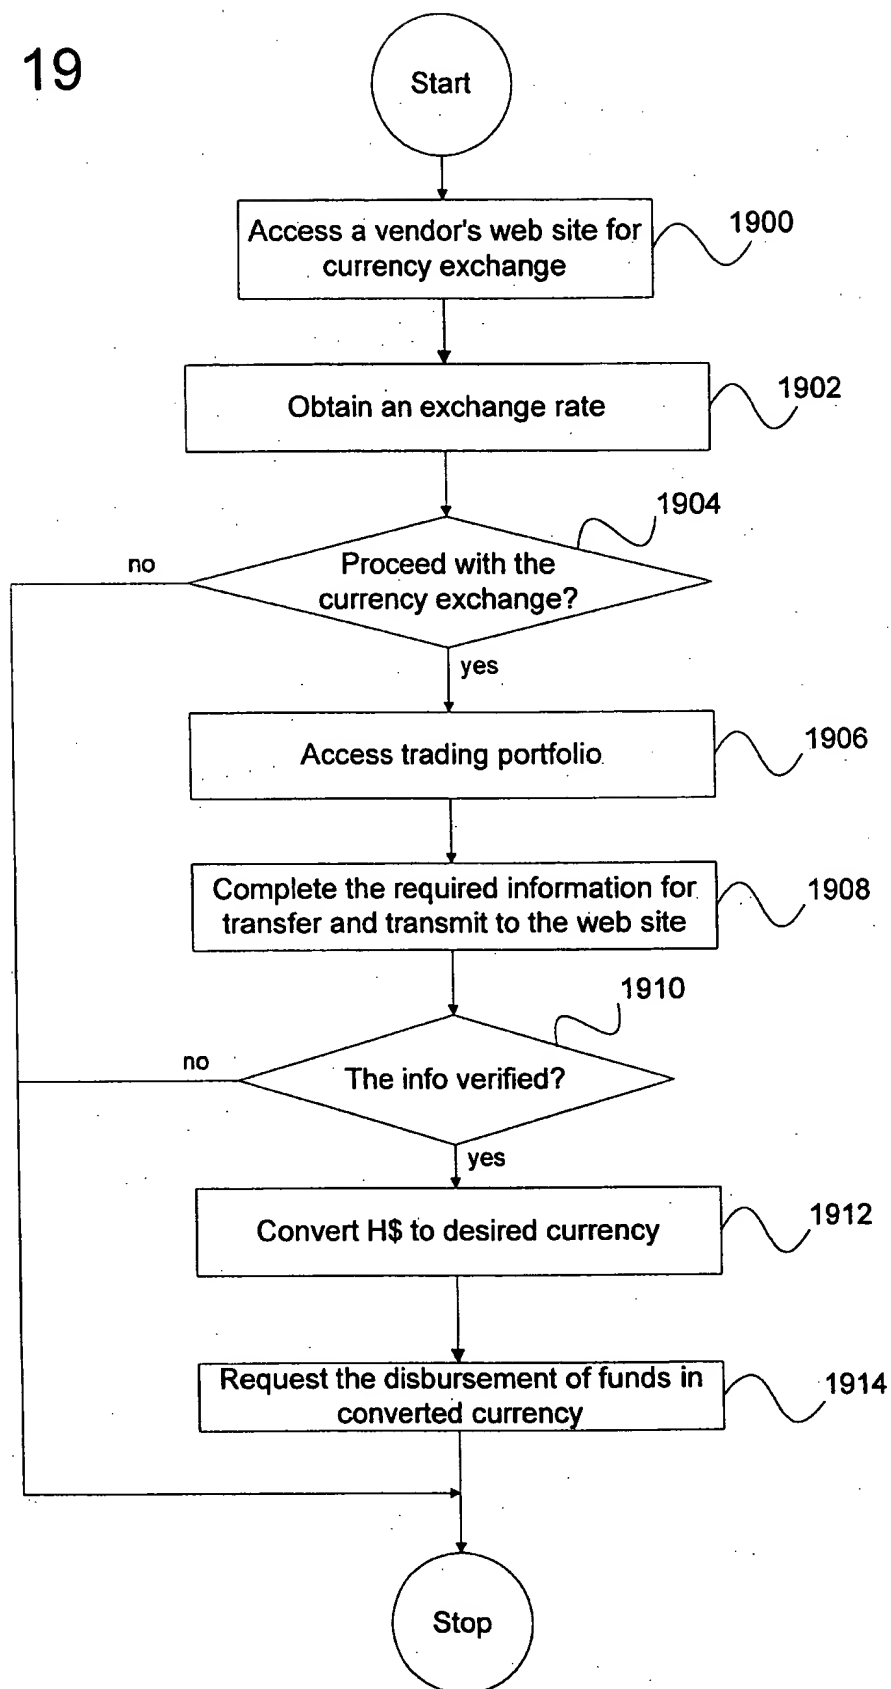 19
Start
Access a vendor's web site for
currency exchange
1900
Obtain an exchange rate
1902
1904
no
Proceed with the
currency exchange?
yes
Access trading portfolio
1906
Complete the required information for
transfer and transmit to the web site
1908
1910
no
The info verified?
yes
Convert H$ to desired currency
1912
Request the disbursement of funds in
converted currency
1914
Stop